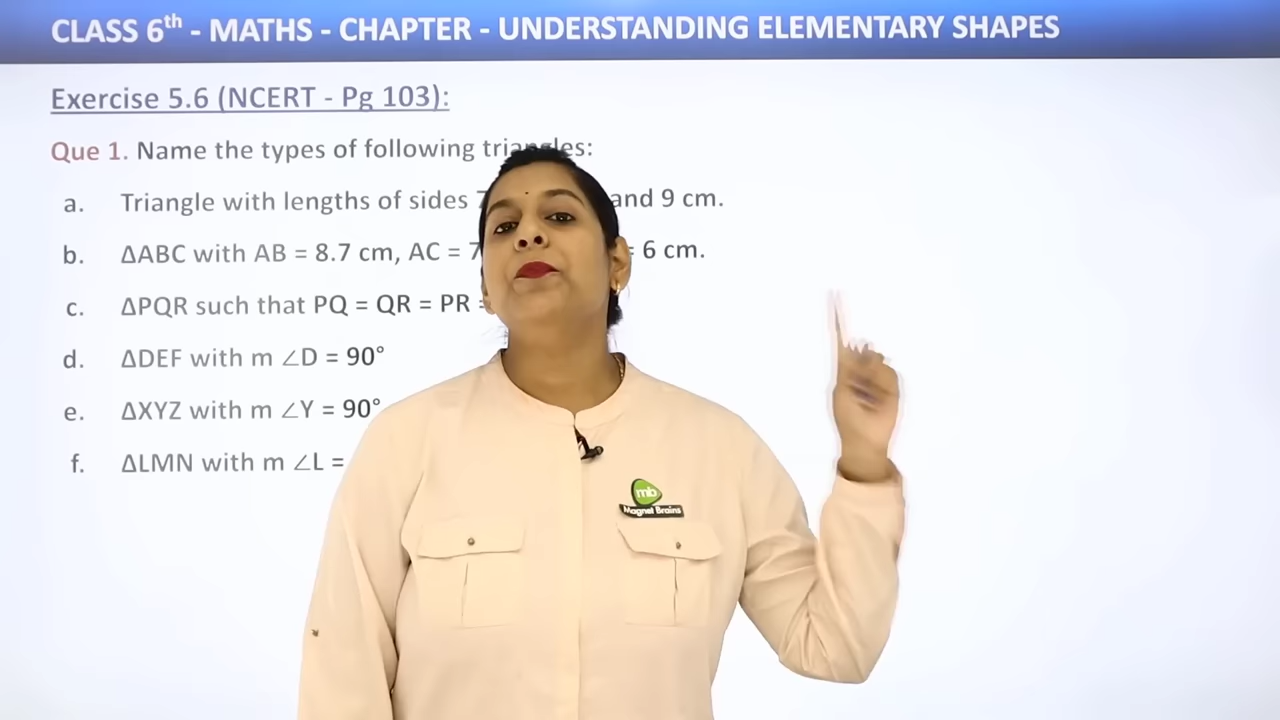 CLASS 6th - MATHS - CHAPTER - UNDERSTANDING ELEMENTARY SHAPES
Exercise 5.6 (NCERT - Pg 103):
Que 1. Name the types of following triangles:
a. Triangle with lengths of sides 7 and 9 cm.
b. ΔABC with AB = 8.7 cm, AC = 7 = 6 cm.
c. ΔPQR such that PQ = QR = PR =
d. ΔDEF with m ∠D = 90°
e. ΔXYZ with m ∠Y = 90°
f. ΔLMN with m ∠L =
mb
Magnet Brains